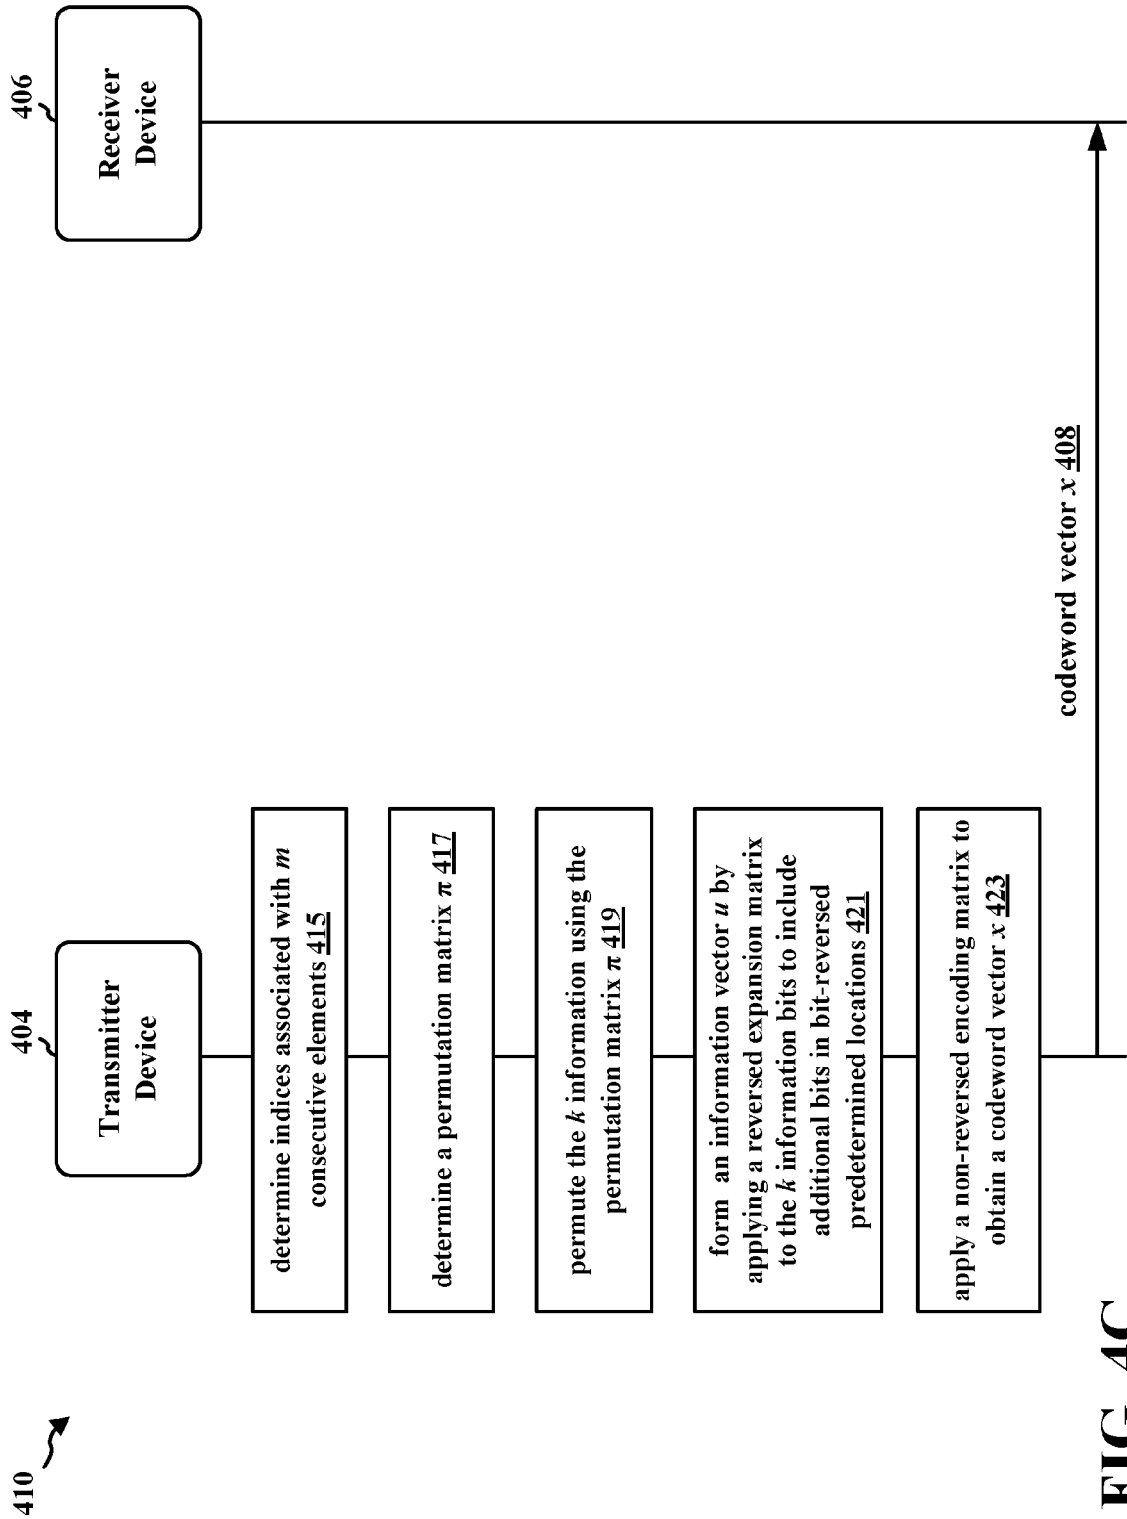 410
404
Transmitter
Device
406
Receiver
Device
determine indices associated with m
consecutive elements 415
determine a permutation matrix π 417
permute the k information using the
permutation matrix π 419
form an information vector u by
applying a reversed expansion matrix
to the k information bits to include
additional bits in bit-reversed
predetermined locations 421
apply a non-reversed encoding matrix to
obtain a codeword vector x 423
codeword vector x 408
FIG. 4C